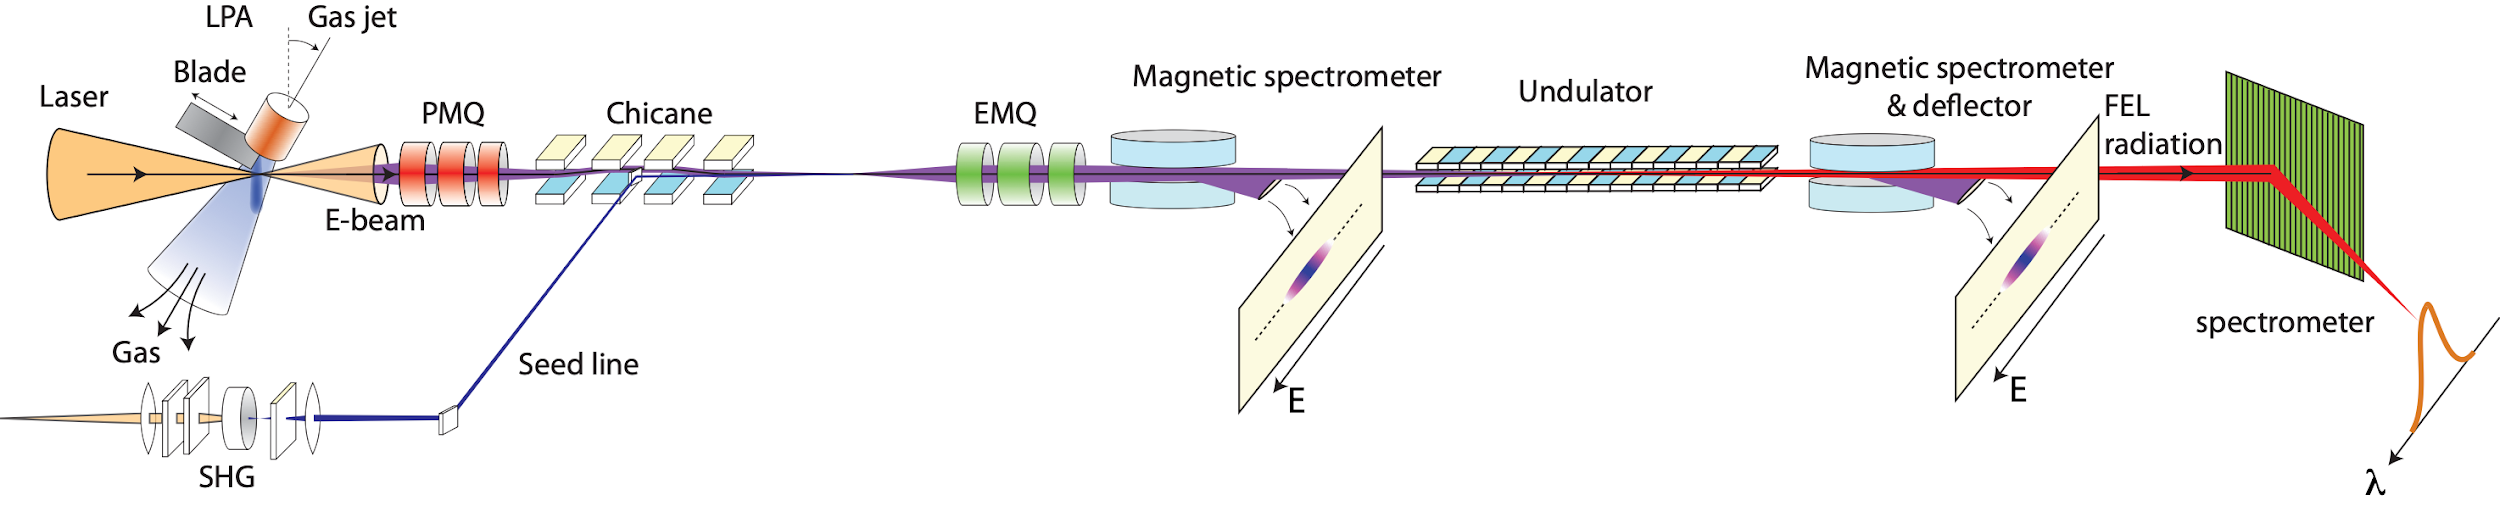 LPA
Gas jet
Blade
Laser
PMQ
Chicane
EMQ
Magnetic spectrometer
Undulator
Magnetic spectrometer
& deflector
FEL
radiation
E-beam
Gas
Seed line
SHG
E
E
spectrometer
λ